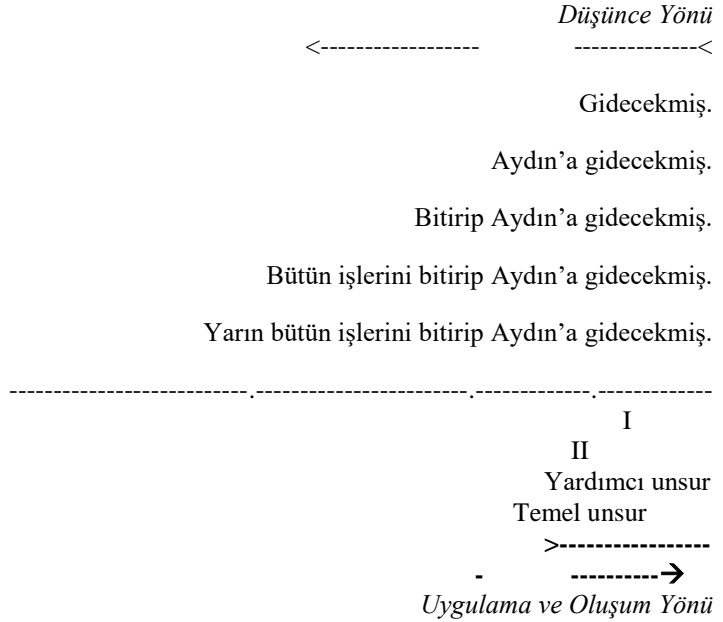 Düşünce Yönü
<------------------ --------------<
Gidecekmiş.
Aydın’a gidecekmiş.
Bitirip Aydın’a gidecekmiş.
Bütün işlerini bitirip Aydın’a gidecekmiş.
Yarın bütün işlerini bitirip Aydın’a gidecekmiş.
---------------------------.------------------------.-------------.-------------
I
II
Yardımcı unsur
Temel unsur
>-----------------
- ----------→
Uygulama ve Oluşum Yönü